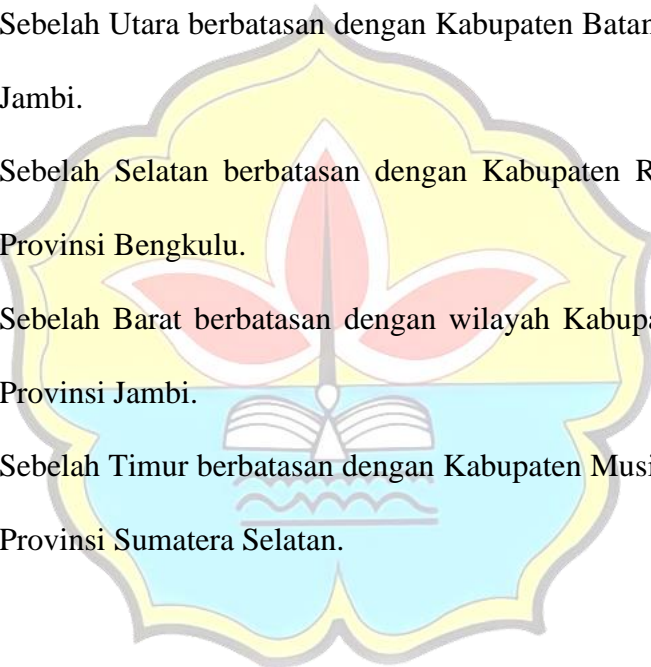 Sebelah Utara berbatasan dengan Kabupaten Batan
Jambi.
Sebelah Selatan berbatasan dengan Kabupaten R
Provinsi Bengkulu.
Sebelah Barat berbatasan dengan wilayah Kabupa
Provinsi Jambi.
Sebelah Timur berbatasan dengan Kabupaten Musi
Provinsi Sumatera Selatan.